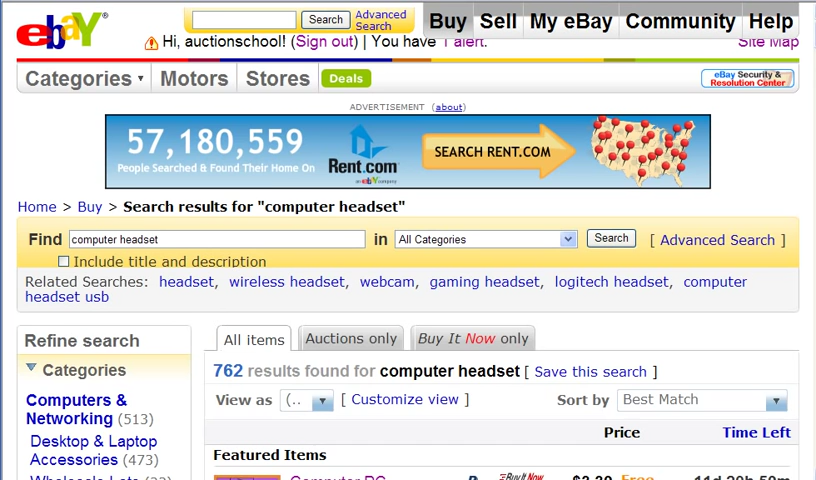 ebaY
Search
Advanced Search
Buy Sell My eBay Community Help
Hi, auctionschool! (Sign out) | You have 1 alert.
Site Map
Categories Motors Stores Deals
eBay Security & Resolution Center
ADVERTISEMENT (about)
57,180,559
People Searched & Found Their Home On
Rent.com
an ebaY company
SEARCH RENT.COM
Home > Buy > Search results for "computer headset"
Find computer headset in All Categories Search [ Advanced Search ]
Include title and description
Related Searches: headset, wireless headset, webcam, gaming headset, logitech headset, computer
headset usb
Refine search
Categories
Computers &
Networking (513)
Desktop & Laptop
Accessories (473)
All items Auctions only Buy It Now only
762 results found for computer headset [ Save this search ]
View as (.. [ Customize view ] Sort by Best Match
Price Time Left
Featured Items